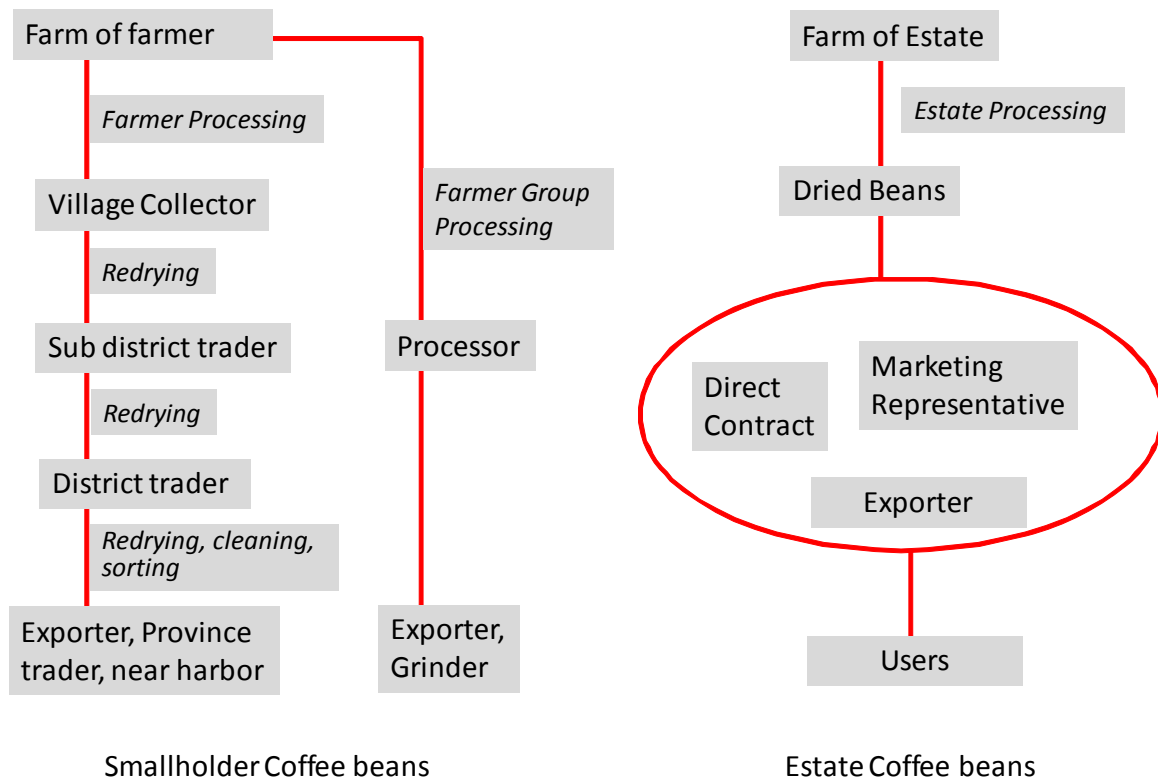 Farm of farmer
Farmer Processing
Village Collector
Redrying
Sub district trader
Redrying
District trader
Redrying, cleaning,
sorting
Exporter, Province
trader, near harbor
Farmer Group
Processing
Processor
Exporter,
Grinder
Smallholder Coffee beans
Farm of Estate
Estate Processing
Dried Beans
Direct
Contract
Marketing
Representative
Exporter
Users
Estate Coffee beans